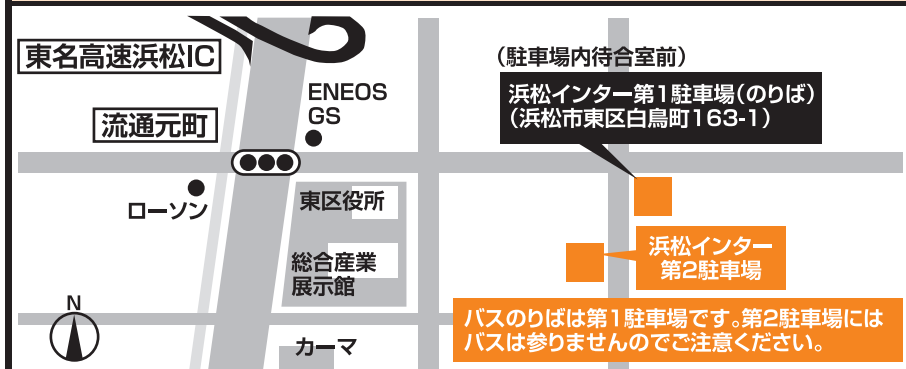 東名高速浜松IC
流通元町
ENEOS
GS
ローソン
東区役所
総合産業
展示館
カーマ
N
(駐車場内待合室前)
浜松インター第1駐車場(のりば)
(浜松市東区白鳥町163-1)
浜松インター
第2駐車場
バスのりばは第1駐車場です。第2駐車場には
バスは参りませんのでご注意ください。